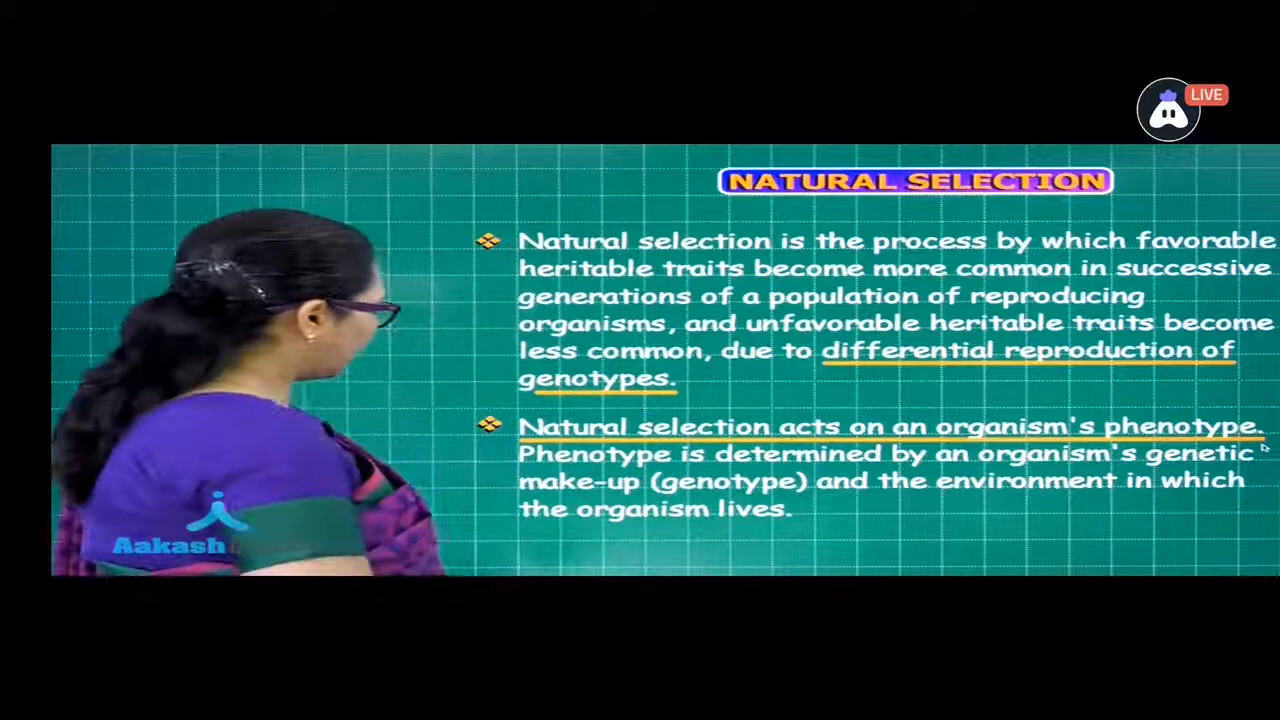 LIVE
NATURAL SELECTION
Natural selection is the process by which favorable
heritable traits become more common in successive
generations of a population of reproducing
organisms, and unfavorable heritable traits become
less common, due to differential reproduction of
genotypes.
Natural selection acts on an organism's phenotype.
Phenotype is determined by an organism's genetic
make-up (genotype) and the environment in which
the organism lives.
Aakash